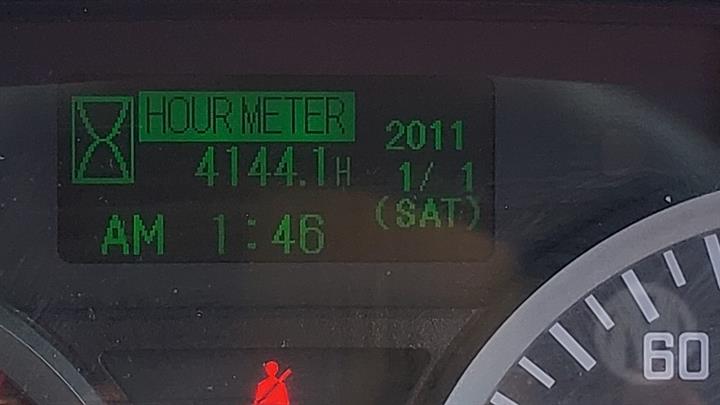 HOUR METER
4144.1H
AM 1:46
2011
1/ 1
(SAT)
60